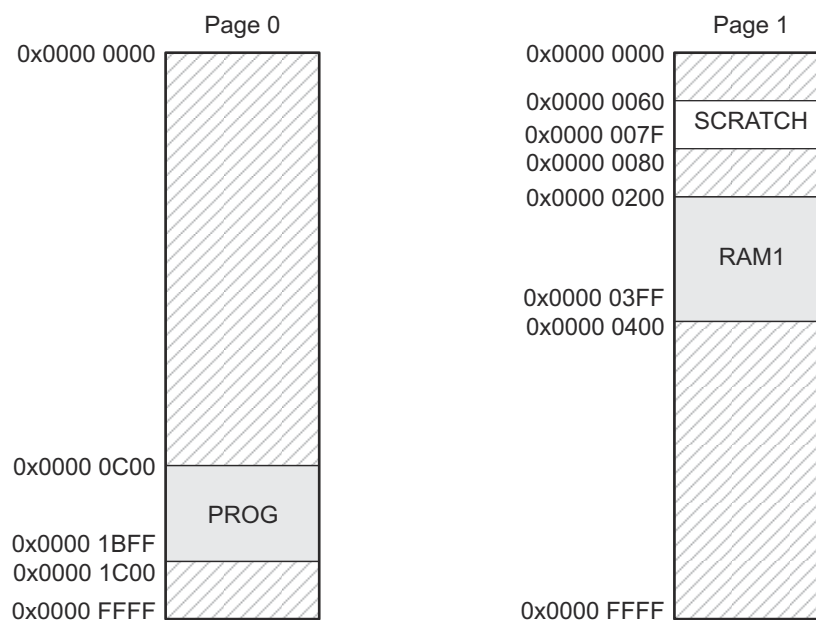 Page 0
0x0000 0000
0x0000 0C00
PROG
0x0000 1BFF
0x0000 1C00
0x0000 FFFF
Page 1
0x0000 0000
0x0000 0060
SCRATCH
0x0000 007F
0x0000 0080
0x0000 0200
RAM1
0x0000 03FF
0x0000 0400
0x0000 FFFF